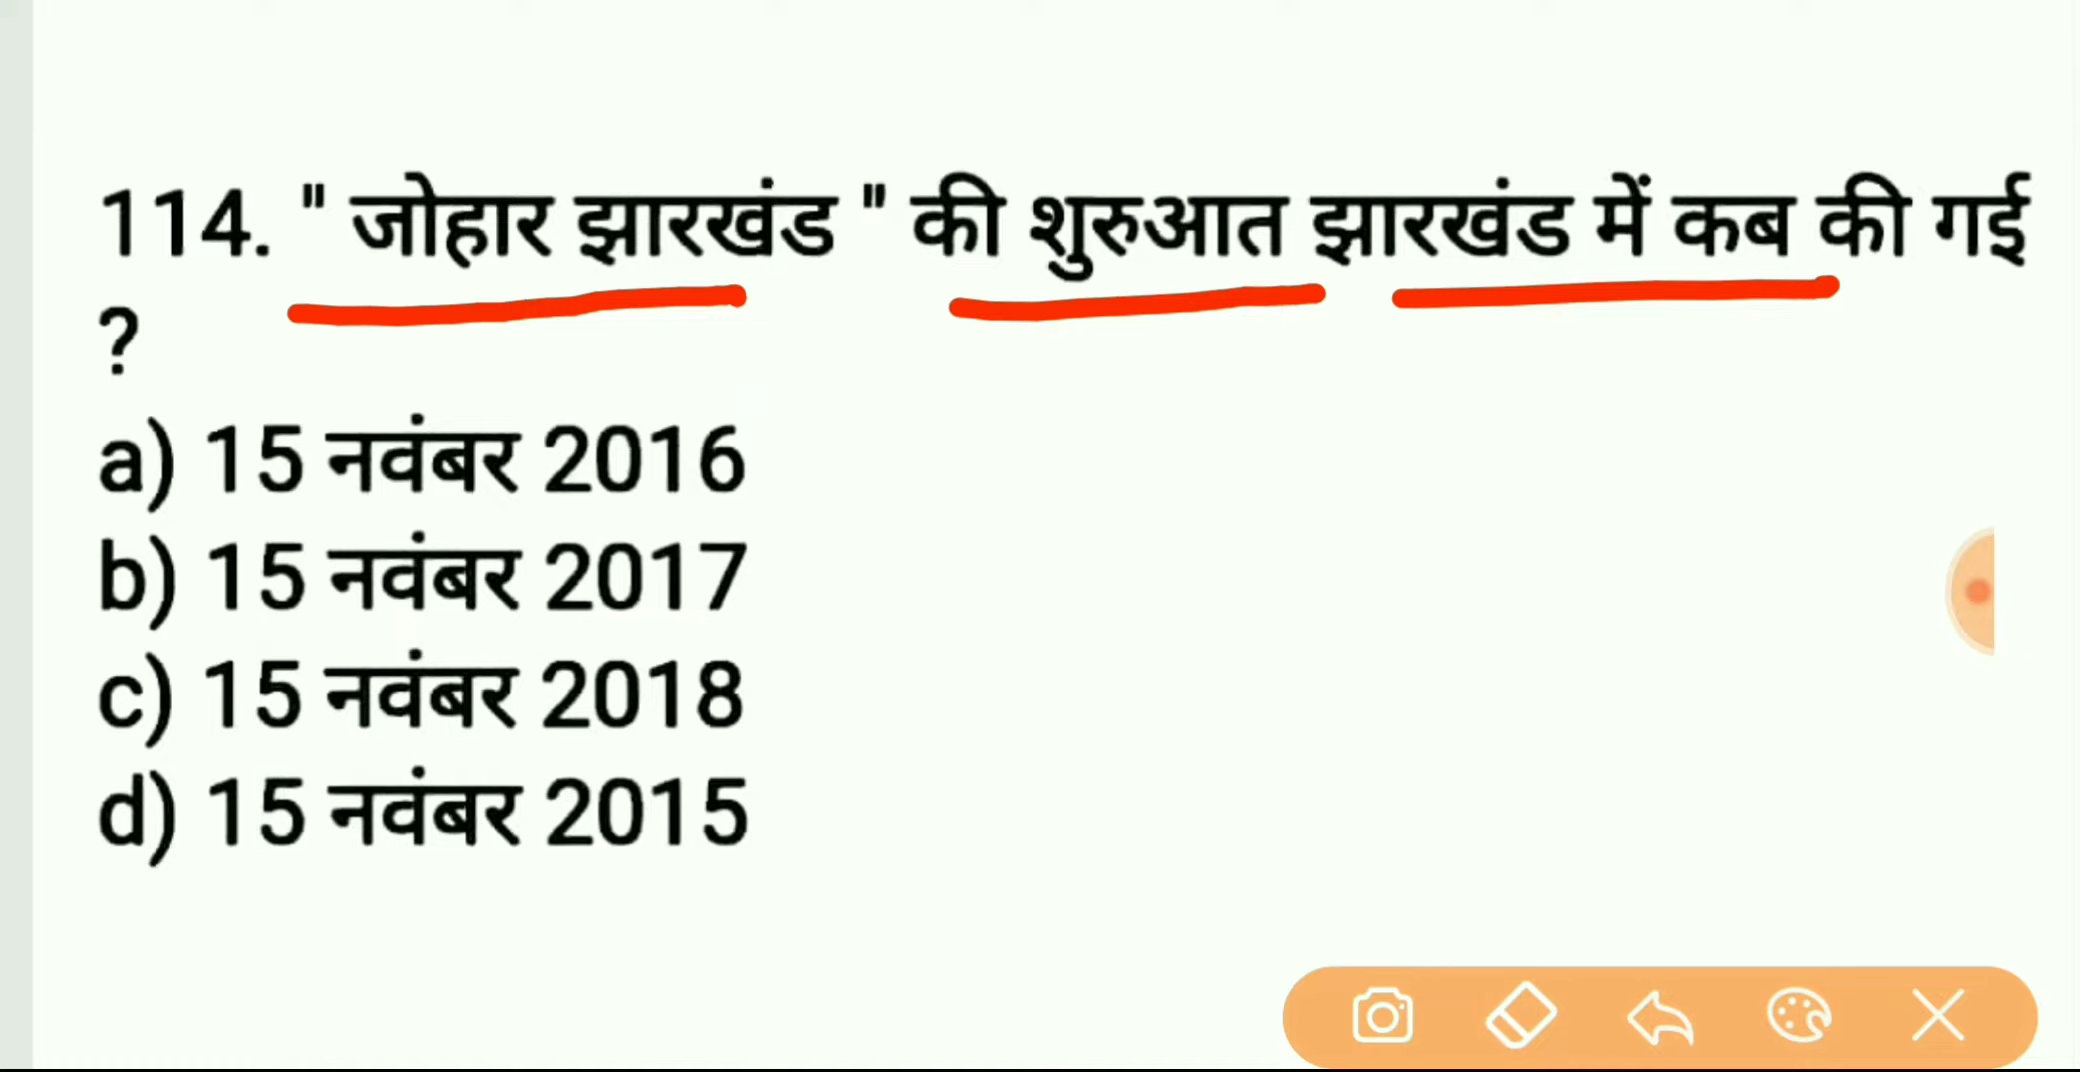 114. " जोहार झारखंड " की शुरुआत झारखंड में कब की गई
?
a) 15 नवंबर 2016
b) 15 नवंबर 2017
c) 15 नवंबर 2018
d) 15 नवंबर 2015